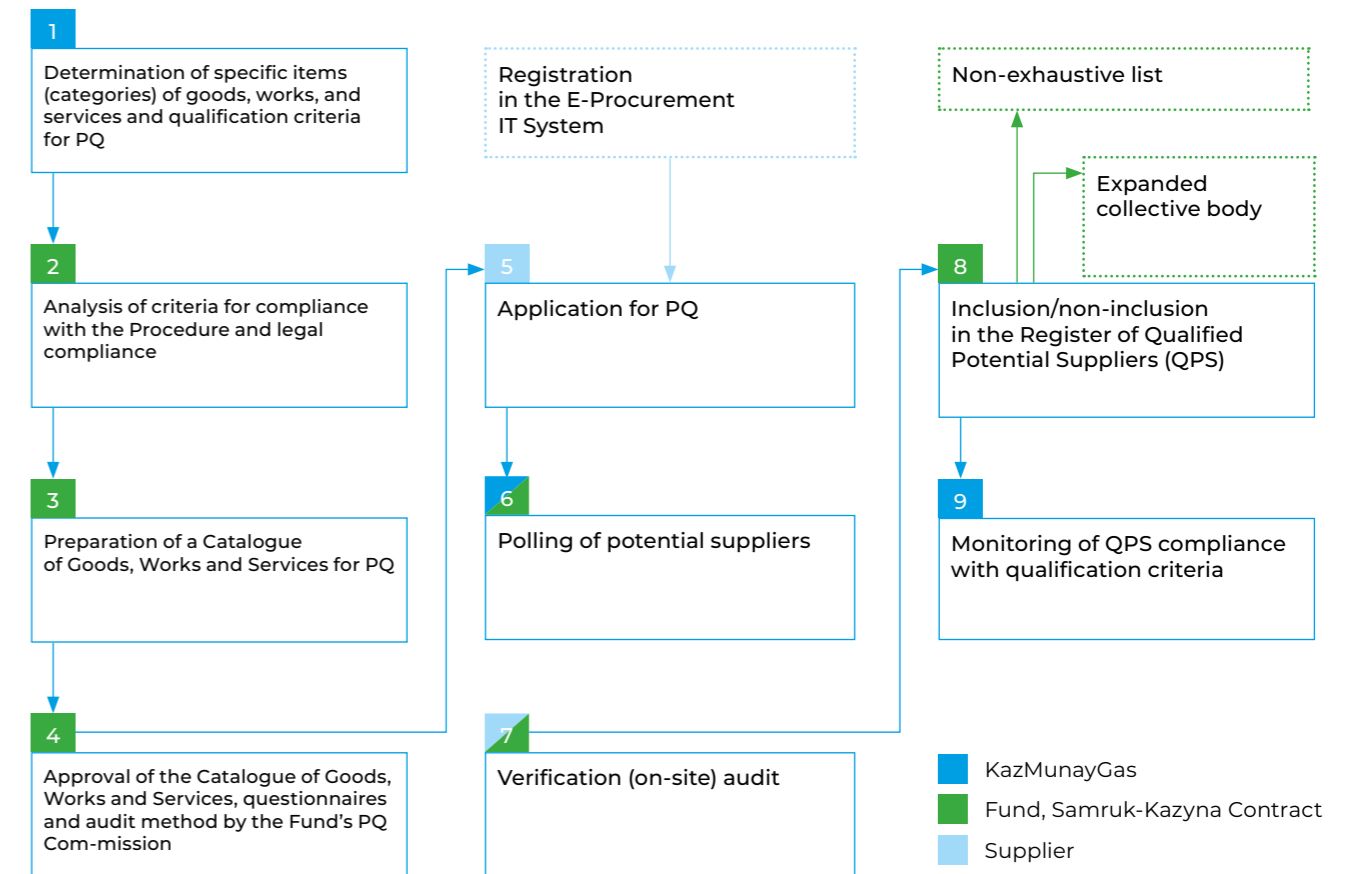 1
Determination of specific items
(categories) of goods, works, and
services and qualification criteria
for PQ
2
Analysis of criteria for compliance
with the Procedure and legal
compliance
3
Preparation of a Catalogue
of Goods, Works and Services for PQ
4
Approval of the Catalogue of Goods,
Works and Services, questionnaires
and audit method by the Fund’s PQ
Com-mission
Registration
in the E-Procurement
IT System
5
Application for PQ
6
Polling of potential suppliers
7
Verification (on-site) audit
Non-exhaustive list
Expanded
collective body
8
Inclusion/non-inclusion
in the Register of Qualified
Potential Suppliers (QPS)
9
Monitoring of QPS compliance
with qualification criteria
KazMunayGas
Fund, Samruk-Kazyna Contract
Supplier